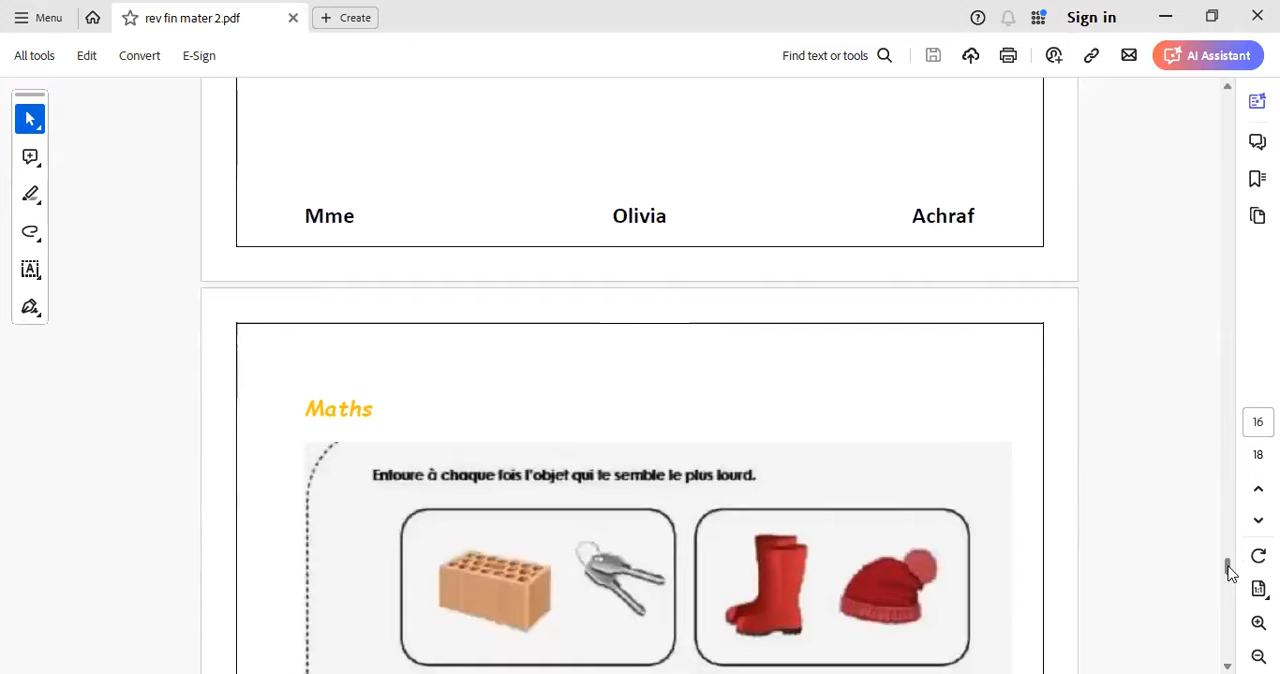 Menu
rev fin mater 2.pdf
Create
Sign in
All tools
Edit
Convert
E-Sign
Find text or tools
AI Assistant
Mme
Olivia
Achraf
Maths
Entoure à chaque fois l'objet qui te semble le plus lourd.
16
18